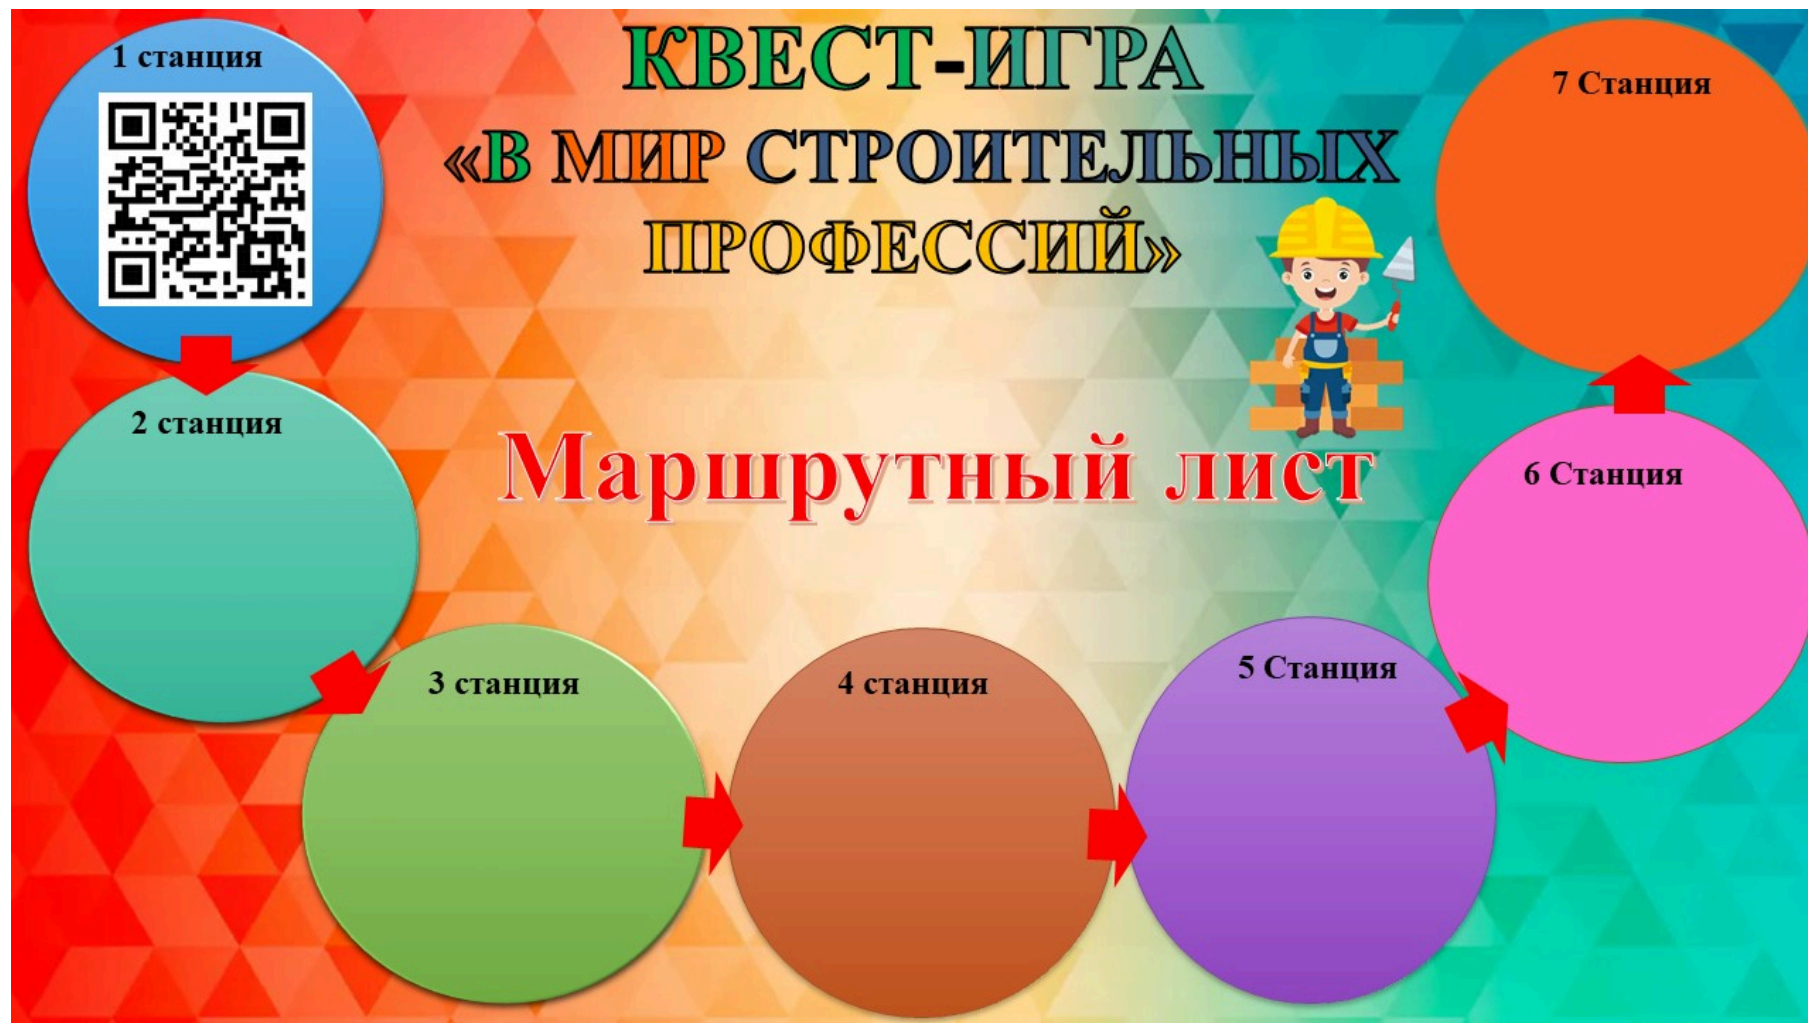 КВЕСТ-ИГРА
«В МИР СТРОИТЕЛЬНЫХ
ПРОФЕССИЙ»
Маршрутный лист
1 станция
2 станция
3 станция
4 станция
5 Станция
6 Станция
7 Станция